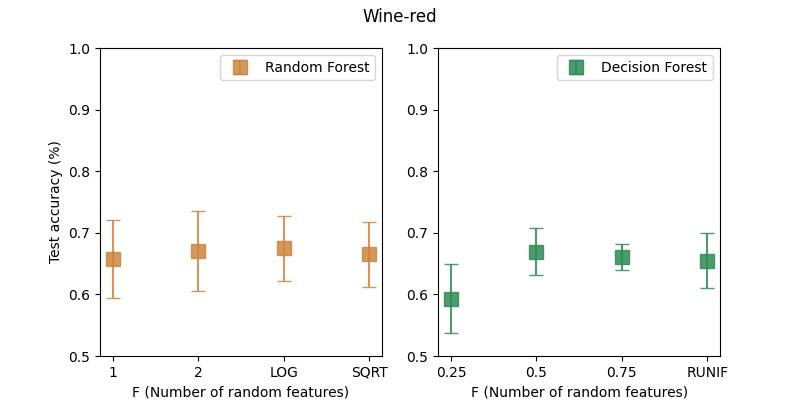 Wine-red
Test accuracy (%)
1.0
0.9
0.8
0.7
0.6
0.5
Random Forest
1 2 LOG SQRT
F (Number of random features)
1.0
0.9
0.8
0.7
0.6
0.5
Decision Forest
0.25 0.5 0.75 RUNIF
F (Number of random features)